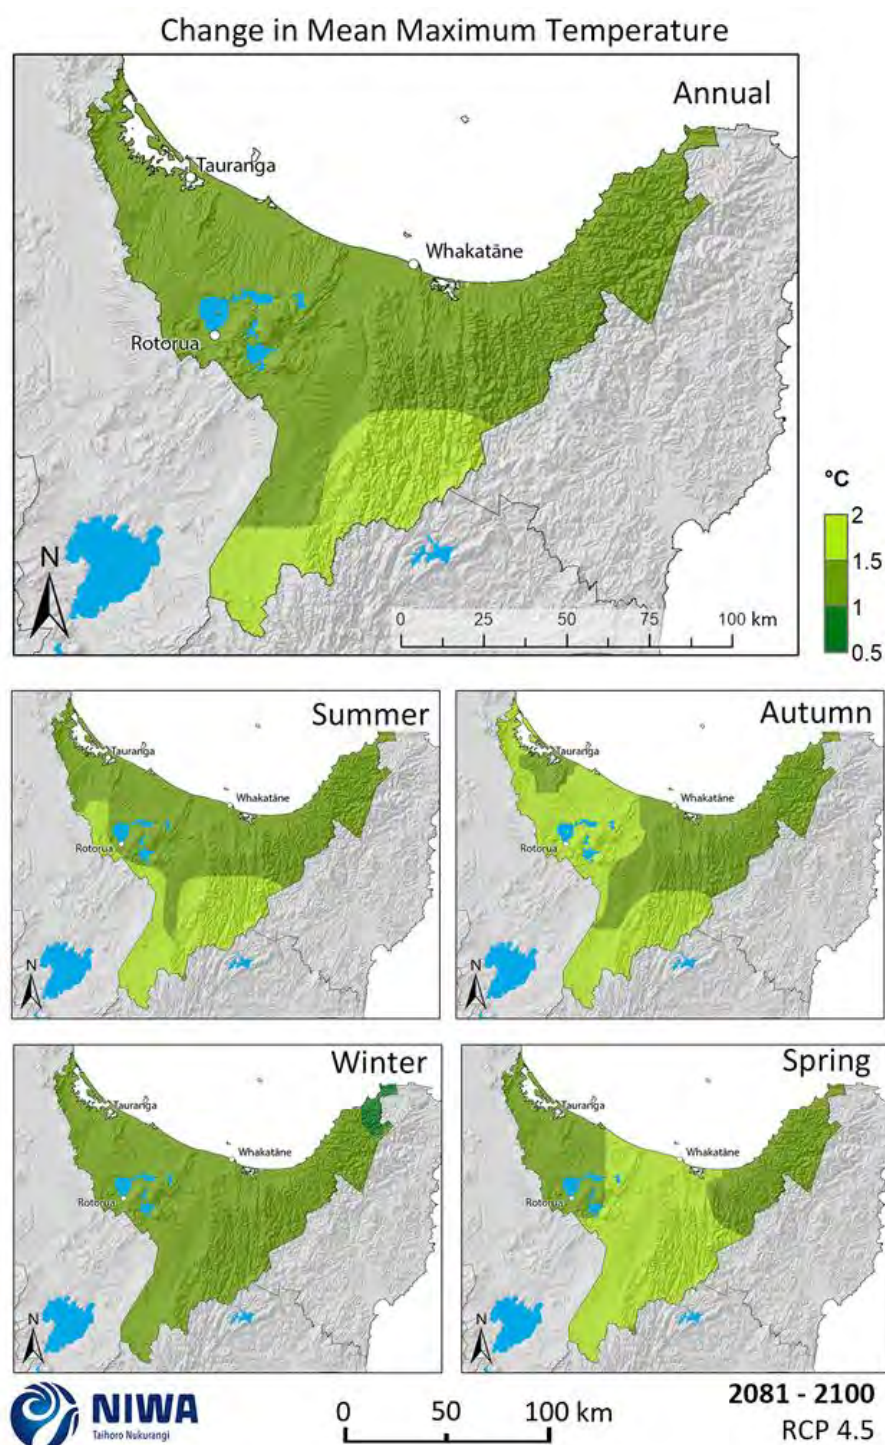 Change in Mean Maximum Temperature
Annual
Tauranga
Whakatāne
Rotorua
°C
2
1.5
1
0.5
N
0 25 50 75 100 km
Summer
Tauranga
Whakatāne
Rotorua
N
Autumn
Tauranga
Whakatāne
Rotorua
N
Winter
Tauranga
Whakatāne
Rotorua
N
Spring
Tauranga
Whakatāne
Rotorua
N
NIWA
Taihoro Nukurangi
0 50 100 km
2081 - 2100
RCP 4.5